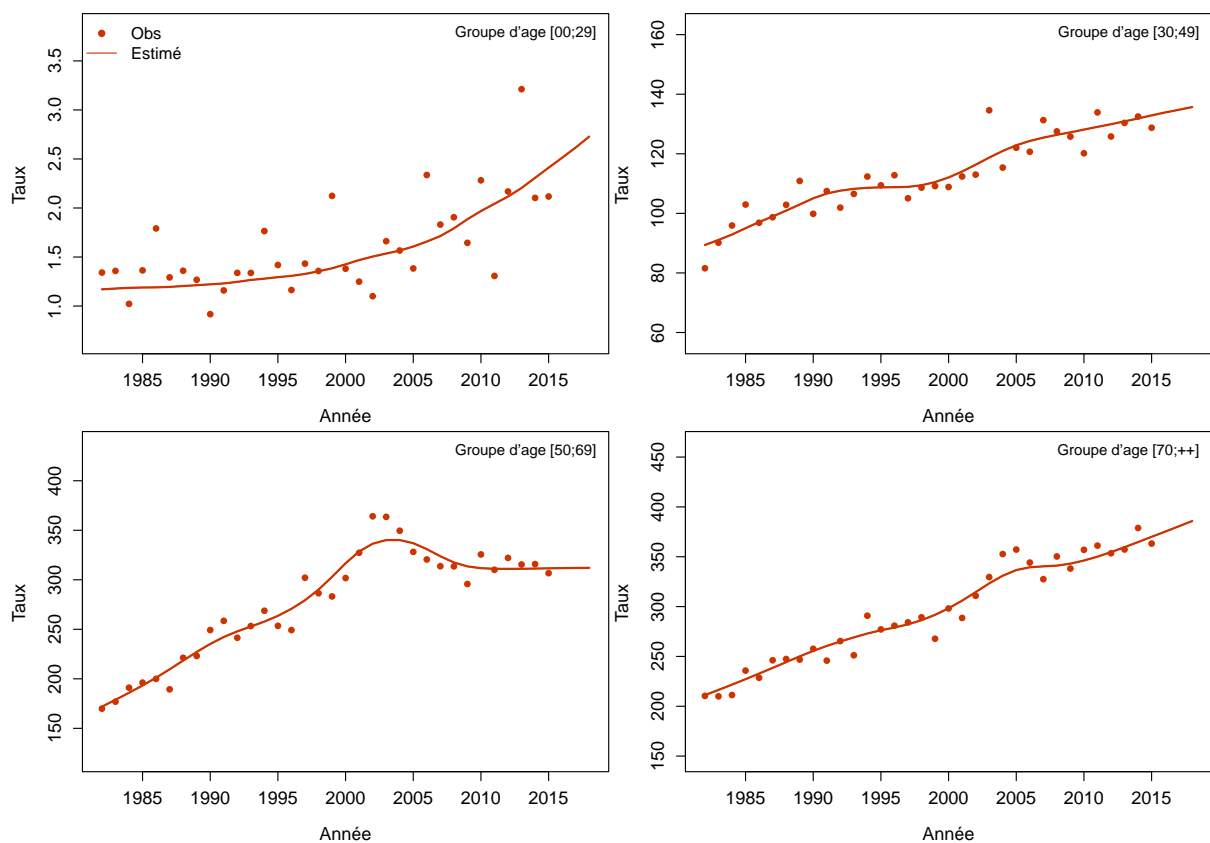 Obs
Estimé
Groupe d'age [00;29]
Taux
3.5
3.0
2.5
2.0
1.5
1.0
1985 1990 1995 2000 2005 2010 2015
Année
Groupe d'age [30;49]
Taux
160
140
120
100
80
60
1985 1990 1995 2000 2005 2010 2015
Année
Groupe d'age [50;69]
Taux
400
350
300
250
200
150
1985 1990 1995 2000 2005 2010 2015
Année
Groupe d'age [70;++]
Taux
450
400
350
300
250
200
150
1985 1990 1995 2000 2005 2010 2015
Année